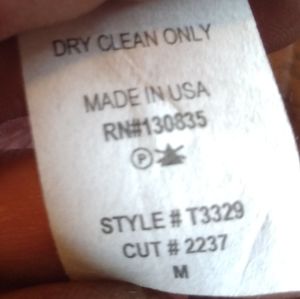 DRY CLEAN ONLY
MADE IN USA
RN#130835
P
STYLE # T3329
CUT # 2237
M